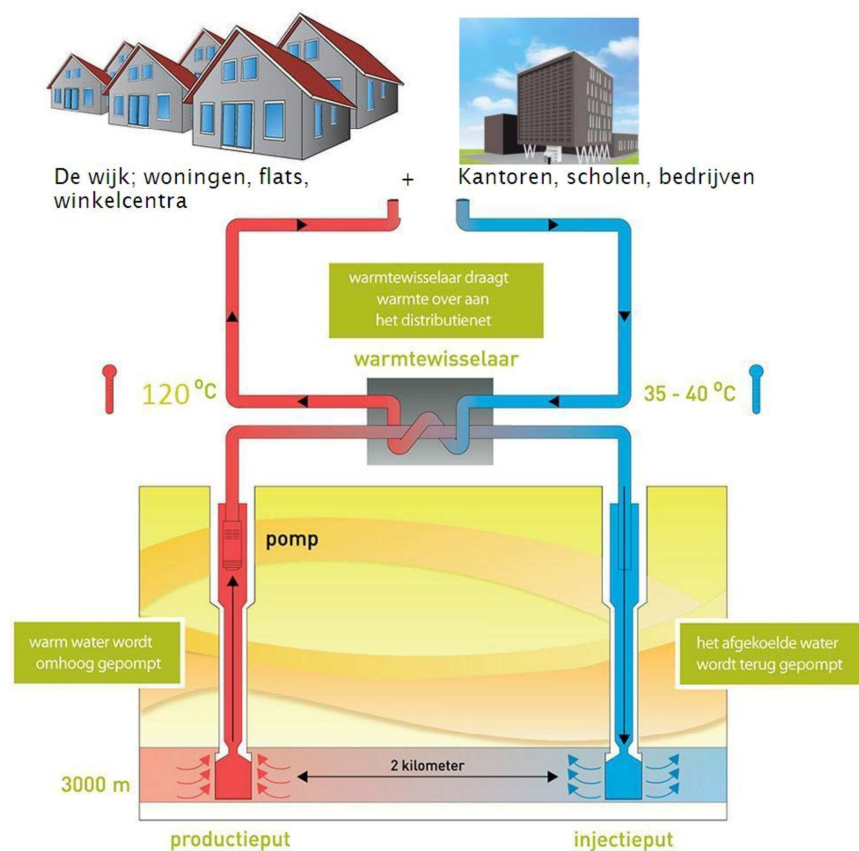 De wijk; woningen, flats,
winkelcentra
+
Kantoren, scholen, bedrijven
warmtewisselaar draagt
warmte over aan
het distributienet
warmtewisselaar
120 °C
35 - 40 °C
pomp
warm water wordt
omhoog gepompt
het afgekoelde water
wordt terug gepompt
2 kilometer
3000 m
productieput
injectieput